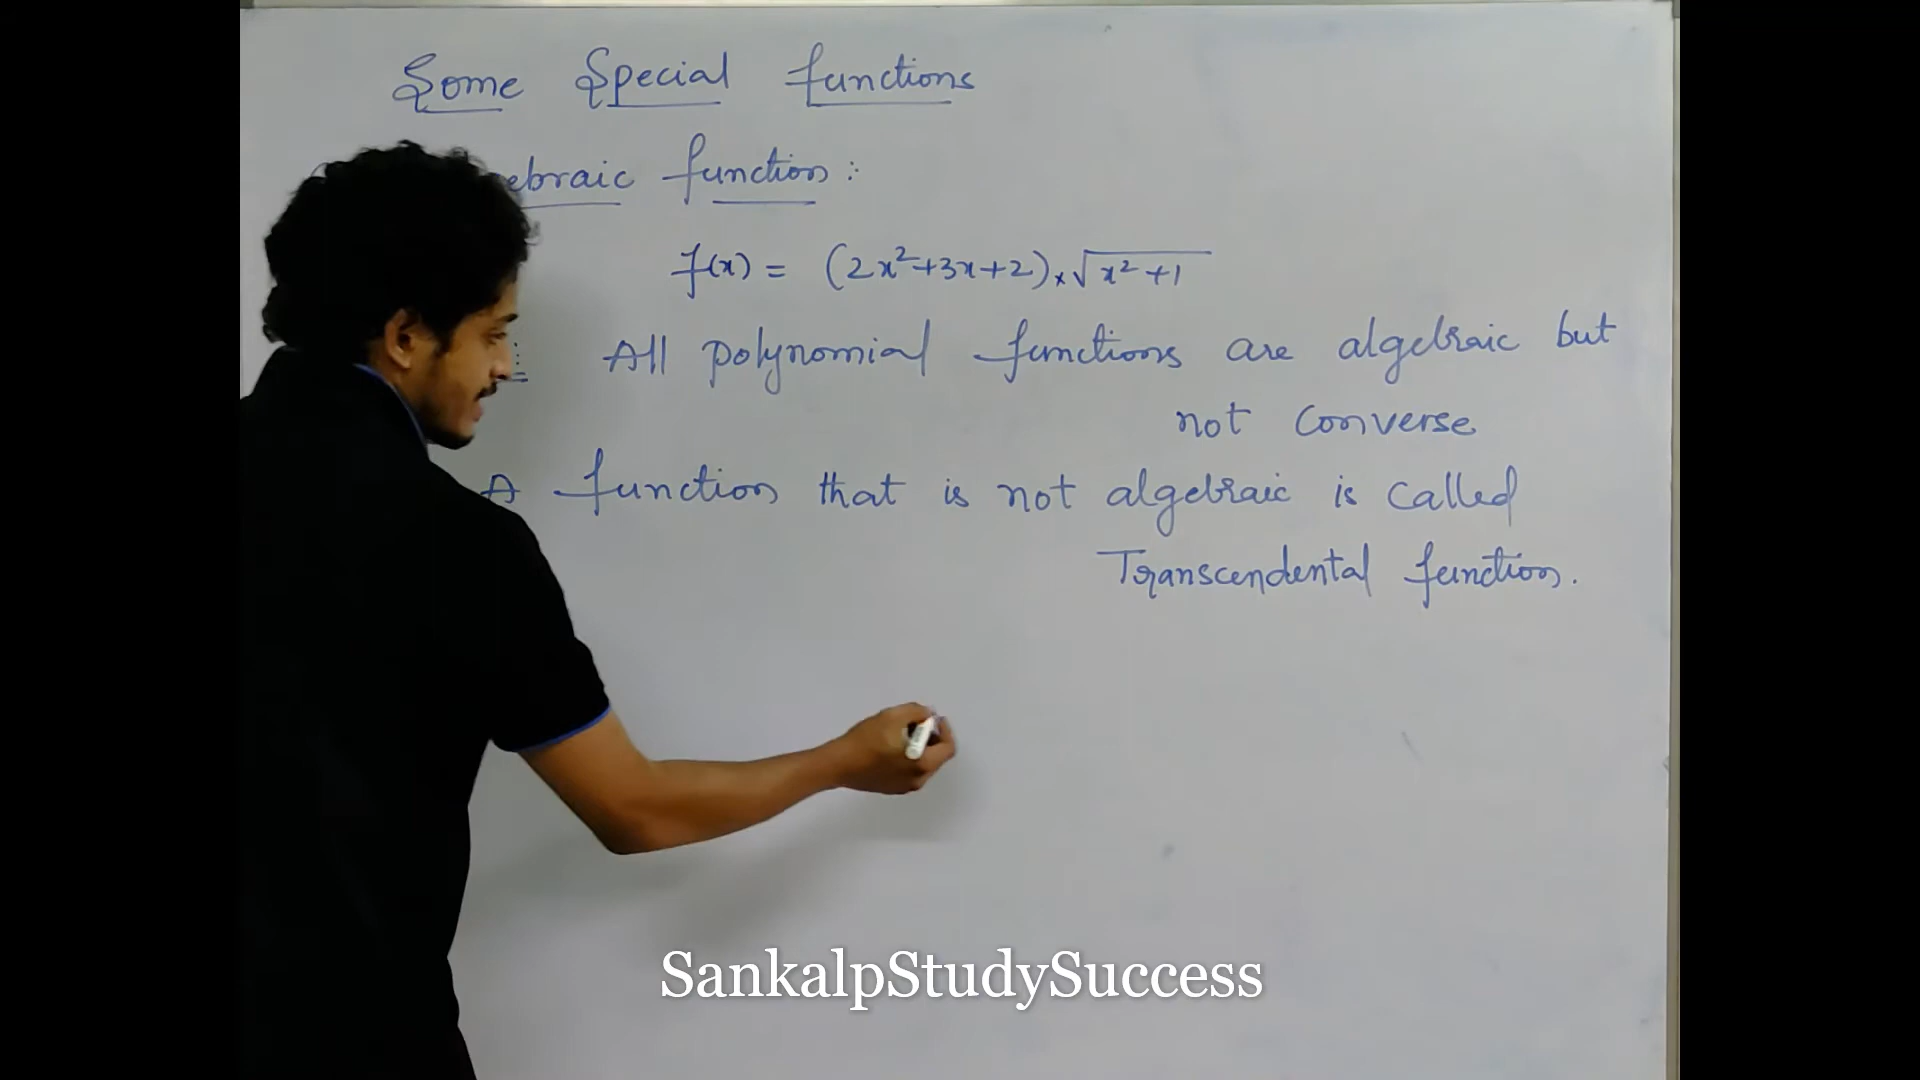 Some Special functions
ebraic function :
f(x) = (2x²+3x+2) × √x²+1
: All polynomial functions are algebraic but
not converse
A function that is not algebraic is called
Transcendental function.
SankalpStudySuccess